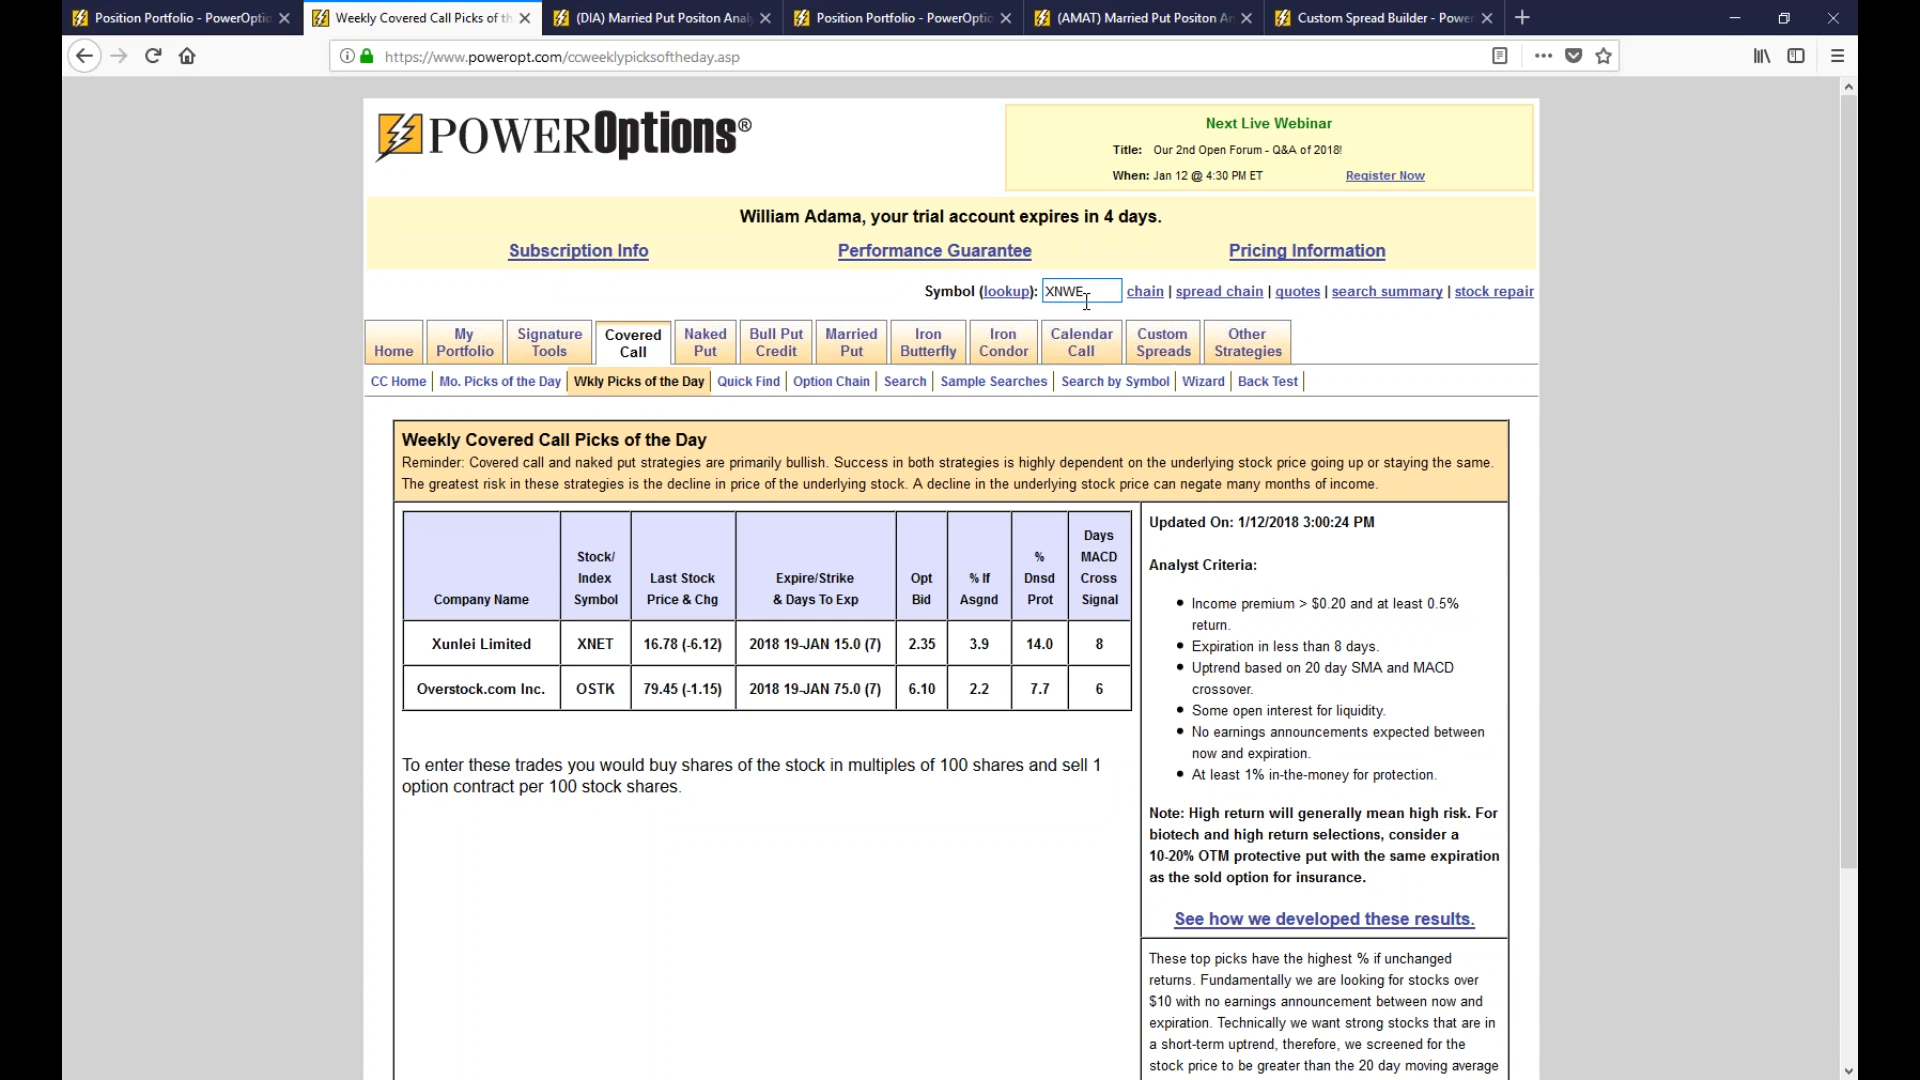 Position Portfolio - PowerOptic
Weekly Covered Call Picks of th
(DIA) Married Put Positon Anal
Position Portfolio - PowerOptic
(AMAT) Married Put Positon An
Custom Spread Builder - Power
https://www.poweropt.com/ccweeklypicksoftheday.asp
POWEROptions®
Next Live Webinar
Title: Our 2nd Open Forum - Q&A of 2018!
When: Jan 12 @ 4:30 PM ET Register Now
William Adama, your trial account expires in 4 days.
Subscription Info Performance Guarantee Pricing Information
Symbol (lookup): XNWE chain | spread chain | quotes | search summary | stock repair
Home
My Portfolio
Signature Tools
Covered Call
Naked Put
Bull Put Credit
Married Put
Iron Butterfly
Iron Condor
Calendar Call
Custom Spreads
Other Strategies
CC Home Mo. Picks of the Day Wkly Picks of the Day Quick Find Option Chain Search Sample Searches Search by Symbol Wizard Back Test
Weekly Covered Call Picks of the Day
Reminder: Covered call and naked put strategies are primarily bullish. Success in both strategies is highly dependent on the underlying stock price going up or staying the same.
The greatest risk in these strategies is the decline in price of the underlying stock. A decline in the underlying stock price can negate many months of income.
Company Name
Stock/ Index Symbol
Last Stock Price & Chg
Expire/Strike & Days To Exp
Opt Bid
% If Asgnd
% Dnsd Prot
Days MACD Cross Signal
Xunlei Limited XNET 16.78 (-6.12) 2018 19-JAN 15.0 (7) 2.35 3.9 14.0 8
Overstock.com Inc. OSTK 79.45 (-1.15) 2018 19-JAN 75.0 (7) 6.10 2.2 7.7 6
To enter these trades you would buy shares of the stock in multiples of 100 shares and sell 1
option contract per 100 stock shares.
Updated On: 1/12/2018 3:00:24 PM
Analyst Criteria:
• Income premium > $0.20 and at least 0.5%
return.
• Expiration in less than 8 days.
• Uptrend based on 20 day SMA and MACD
crossover.
• Some open interest for liquidity.
• No earnings announcements expected between
now and expiration.
• At least 1% in-the-money for protection.
Note: High return will generally mean high risk. For
biotech and high return selections, consider a
10-20% OTM protective put with the same expiration
as the sold option for insurance.
See how we developed these results.
These top picks have the highest % if unchanged
returns. Fundamentally we are looking for stocks over
$10 with no earnings announcement between now and
expiration. Technically we want strong stocks that are in
a short-term uptrend, therefore, we screened for the
stock price to be greater than the 20 day moving average